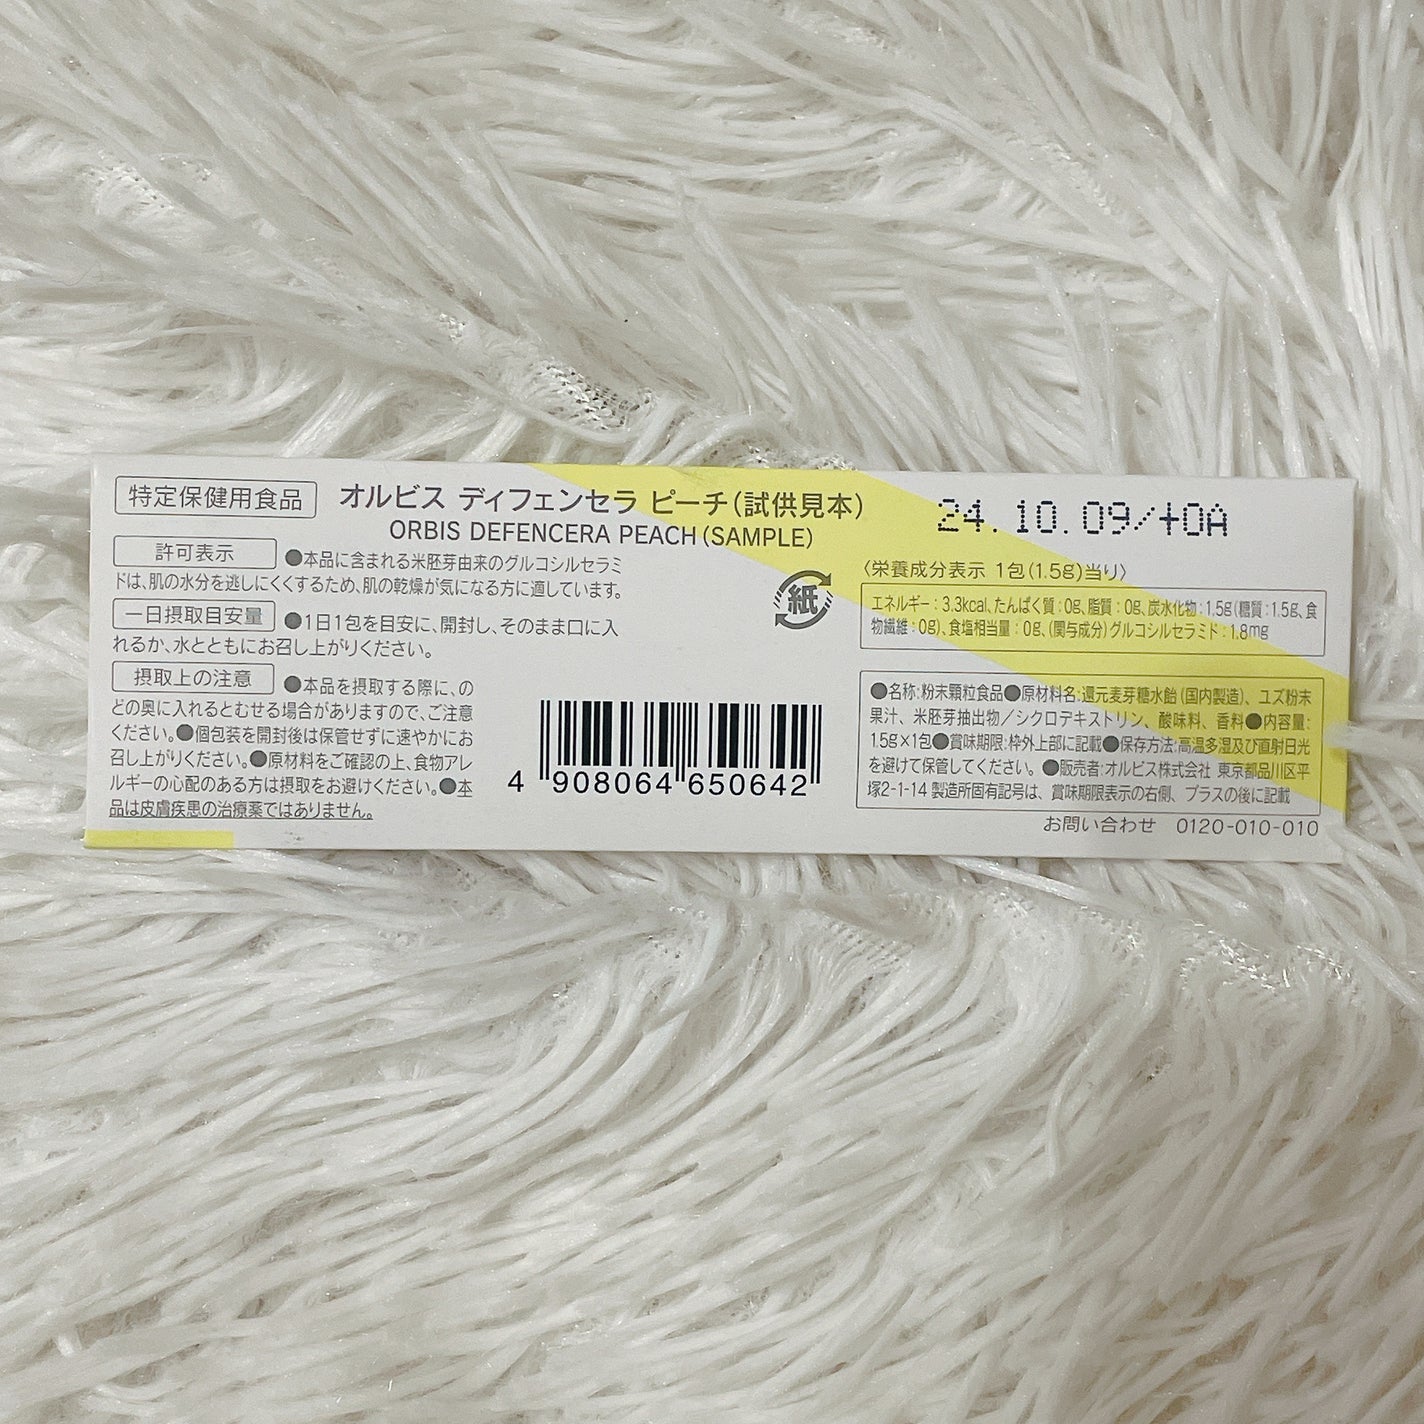 特定保健用食品
オルビス ディフェンセラ ピーチ(試供見本)
ORBIS DEFENCERA PEACH(SAMPLE)
許可表示 ●本品に含まれる米胚芽由来のグルコシルセラミ
ドは、肌の水分を逃しにくくするため、肌の乾燥が気になる方に適しています。
一日摂取目安量 ●1日1包を目安に、開封し、そのまま口に入
れるか、水とともにお召し上がりください。
摂取上の注意 ●本品を摂取する際に、の
どの奥に入れるとむせる場合がありますので、ご注意
ください。●個包装を開封後は保管せずに速やかにお
召し上がりください。●原材料をご確認の上、食物アレ
ルギーの心配のある方は摂取をお避けください。●本
品は皮膚疾患の治療薬ではありません。
紙
4 908064 650642
24.10.09/+0A
〈栄養成分表示 1包(1.5g)当り〉
エネルギー:3.3kcal、たんぱく質:0g、脂質:0g、炭水化物:1.5g(糖質:1.5g、食
物繊維:0g)、食塩相当量:0g、(関与成分)グルコシルセラミド:1.8mg
●名称:粉末顆粒食品●原材料名:還元麦芽糖水飴(国内製造)、ユズ粉末
果汁、米胚芽抽出物/シクロデキストリン、酸味料、香料●内容量:
1.5g×1包●賞味期限:枠外上部に記載●保存方法:高温多湿及び直射日光
を避けて保管してください。●販売者:オルビス株式会社 東京都品川区平
塚2-1-14 製造所固有記号は、賞味期限表示の右側、プラスの後に記載
お問い合わせ 0120-010-010